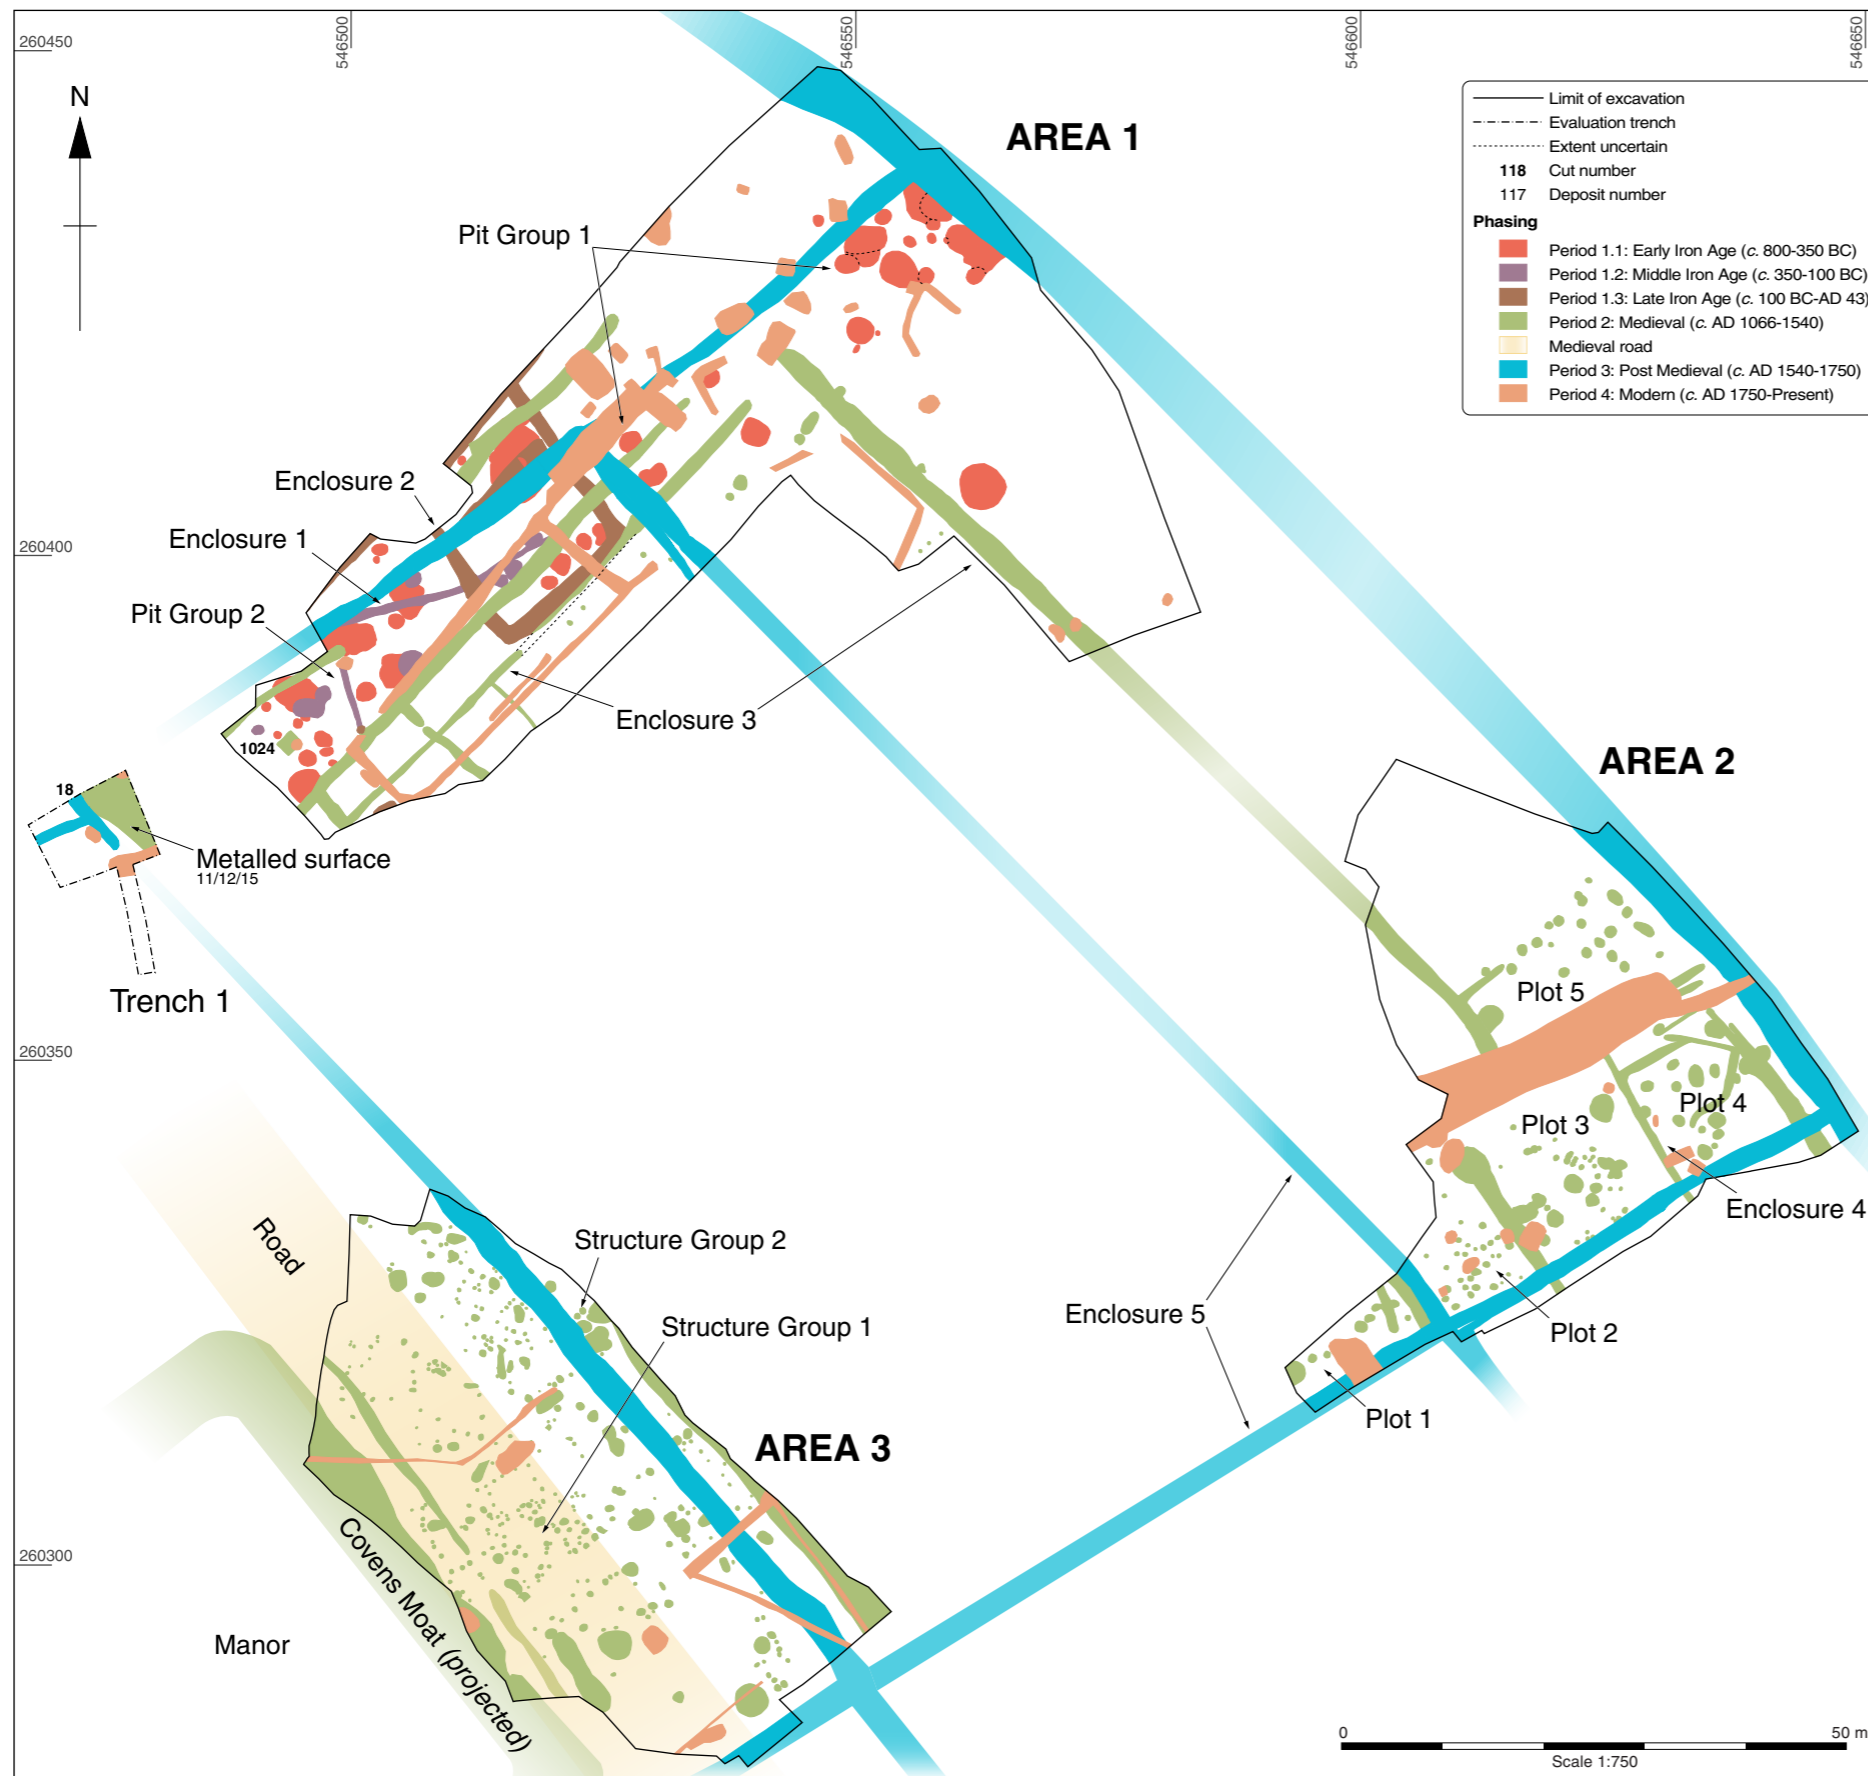 546500
546550
546600
546650
260450
260400
260350
260300
N
AREA 1
Limit of excavation
Evaluation trench
Extent uncertain
118 Cut number
117 Deposit number
Phasing
Period 1.1: Early Iron Age (c. 800-350 BC)
Period 1.2: Middle Iron Age (c. 350-100 BC)
Period 1.3: Late Iron Age (c. 100 BC-AD 43)
Period 2: Medieval (c. AD 1066-1540)
Medieval road
Period 3: Post Medieval (c. AD 1540-1750)
Period 4: Modern (c. AD 1750-Present)
Pit Group 1
Enclosure 2
Enclosure 1
Pit Group 2
Enclosure 3
1024
18
Metalled surface
11/12/15
Trench 1
AREA 2
Plot 5
Plot 4
Plot 3
Enclosure 4
Plot 2
Plot 1
Enclosure 5
Road
Structure Group 2
Structure Group 1
AREA 3
Covens Moat (projected)
Manor
0 50 m
Scale 1:750